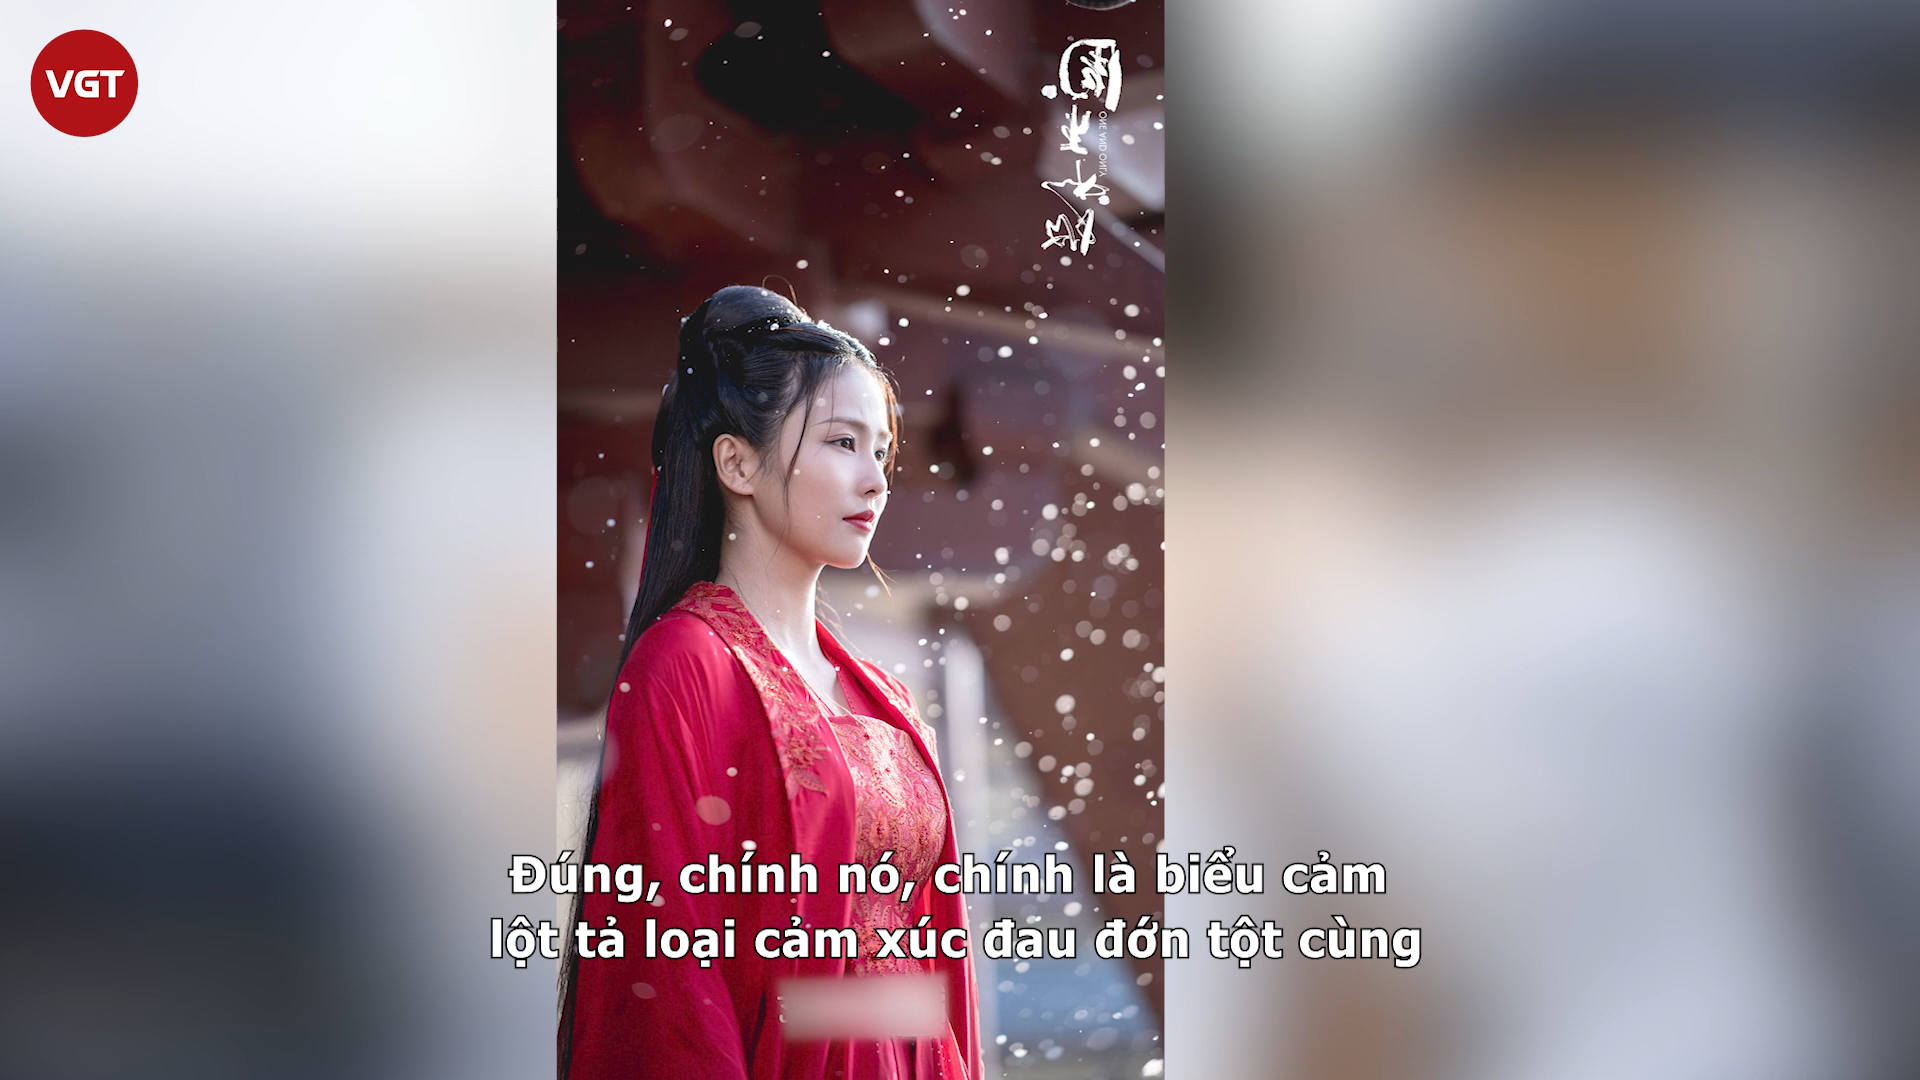 VGT
ONE AND ONLY
Đúng, chính nó, chính là biểu cảm
lột tả loại cảm xúc đau đớn tột cùng